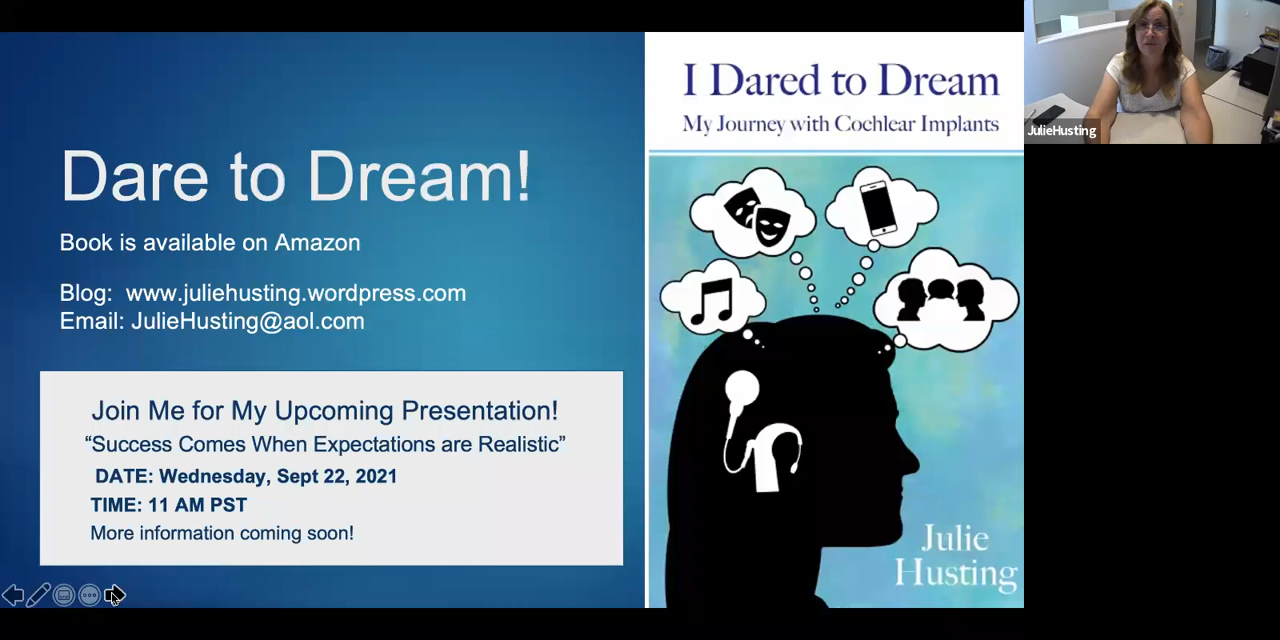 Dare to Dream!
Book is available on Amazon
Blog:  www.juliehusting.wordpress.com
Email: JulieHusting@aol.com
Join Me for My Upcoming Presentation!
“Success Comes When Expectations are Realistic”
DATE: Wednesday, Sept 22, 2021
TIME: 11 AM PST
More information coming soon!
I Dared to Dream
My Journey with Cochlear Implants
Julie
Husting
JulieHusting